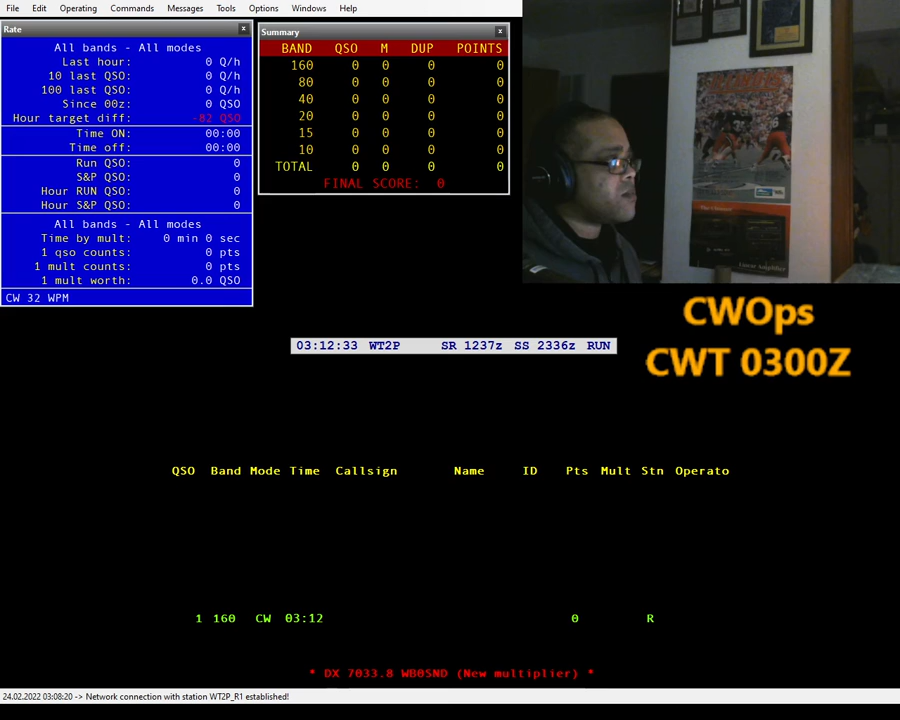 File Edit Operating Commands Messages Tools Options Windows Help
Rate x
All bands - All modes
Last hour: 0 Q/h
10 last QSO: 0 Q/h
100 last QSO: 0 Q/h
Since 00z: 0 QSO
Hour target diff: -82 QSO
Time ON: 00:00
Time off: 00:00
Run QSO: 0
S&P QSO: 0
Hour RUN QSO: 0
Hour S&P QSO: 0
All bands - All modes
Time by mult: 0 min 0 sec
1 qso counts: 0 pts
1 mult counts: 0 pts
1 mult worth: 0.0 QSO
CW 32 WPM
Summary x
BAND QSO M DUP POINTS
160 0 0 0 0
80 0 0 0 0
40 0 0 0 0
20 0 0 0 0
15 0 0 0 0
10 0 0 0 0
TOTAL 0 0 0 0
FINAL SCORE: 0
Linear Amplifier
CWOps
CWT 0300Z
03:12:33 WT2P SR 1237z SS 2336z RUN
QSO Band Mode Time Callsign Name ID Pts Mult Stn Operato
1 160 CW 03:12 0 R
* DX 7033.8 WB0SND (New multiplier) *
24.02.2022 03:08:20 -> Network connection with station WT2P_R1 established!